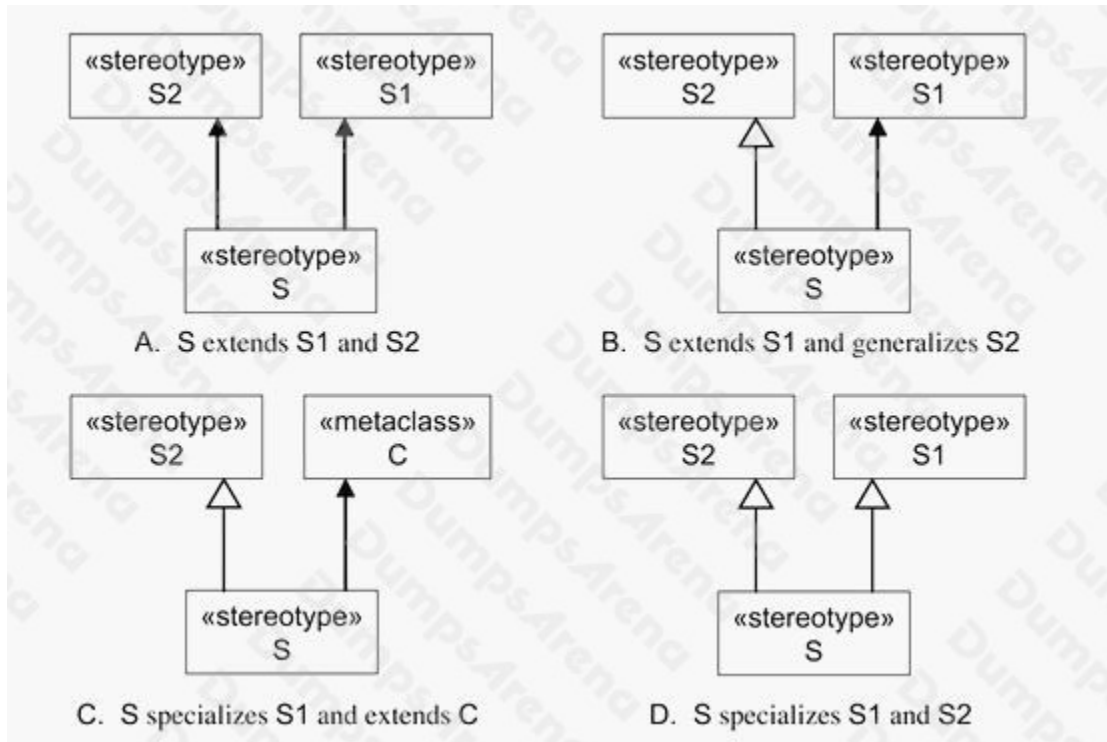 «stereotype»
S2
«stereotype»
S1
«stereotype»
S
A. S extends S1 and S2
«stereotype»
S2
«stereotype»
S1
«stereotype»
S
B. S extends S1 and generalizes S2
«stereotype»
S2
«metaclass»
C
«stereotype»
S
C. S specializes S1 and extends C
«stereotype»
S2
«stereotype»
S1
«stereotype»
S
D. S specializes S1 and S2
DumpsArena